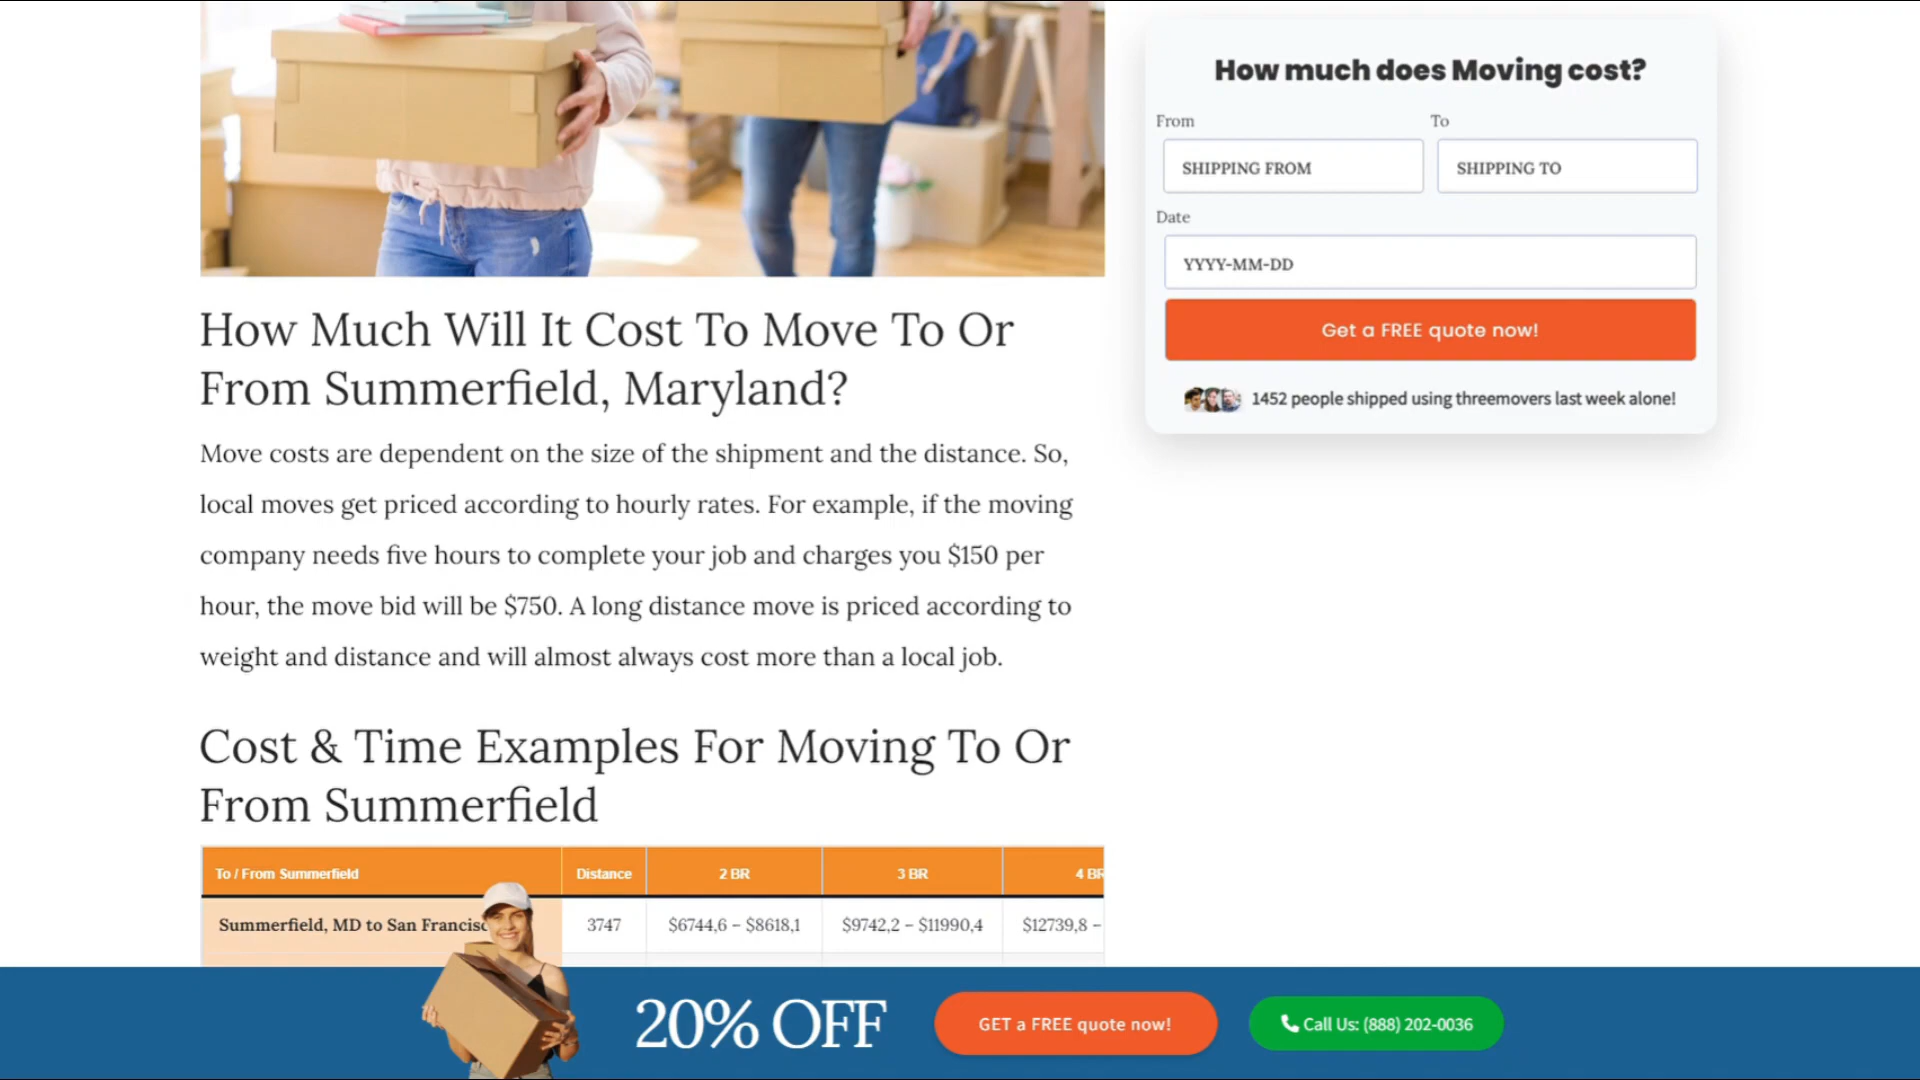 How much does Moving cost?
From
To
SHIPPING FROM
SHIPPING TO
Date
YYYY-MM-DD
Get a FREE quote now!
1452 people shipped using threemovers last week alone!
How Much Will It Cost To Move To Or
From Summerfield, Maryland?
Move costs are dependent on the size of the shipment and the distance. So,
local moves get priced according to hourly rates. For example, if the moving
company needs five hours to complete your job and charges you $150 per
hour, the move bid will be $750. A long distance move is priced according to
weight and distance and will almost always cost more than a local job.
Cost & Time Examples For Moving To Or
From Summerfield
To / From Summerfield Distance 2 BR 3 BR 4 BR
Summerfield, MD to San Francisc 3747 $6744,6 – $8618,1 $9742,2 – $11990,4 $12739,8 –
20% OFF
GET a FREE quote now!
Call Us: (888) 202-0036